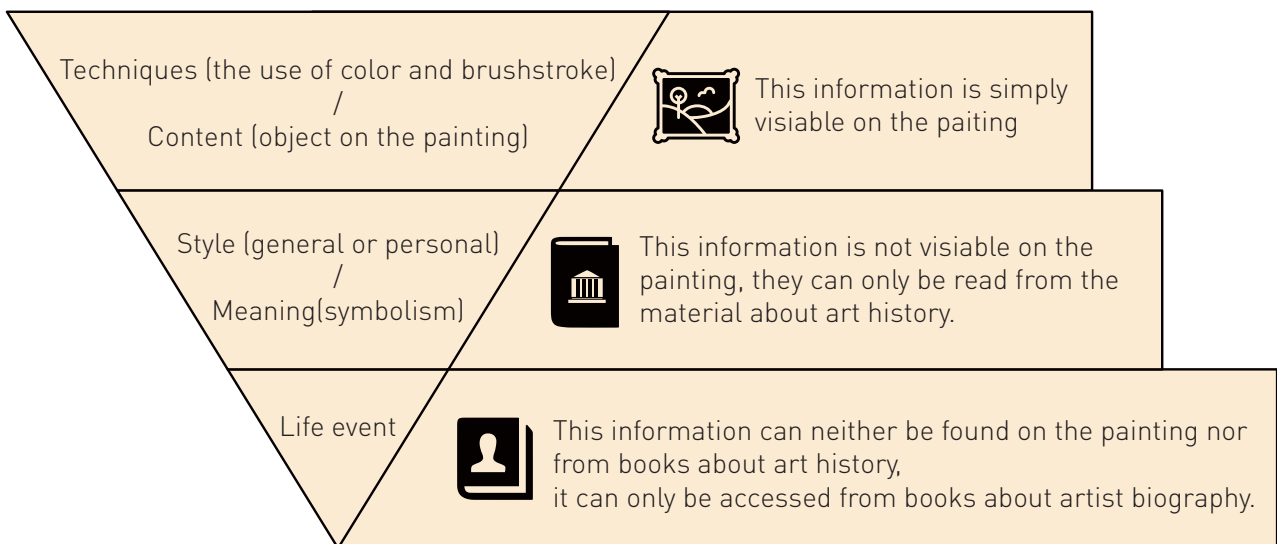 Techniques (the use of color and brushstroke)
/
Content (object on the painting)
This information is simply
visiable on the paiting
Style (general or personal)
/
Meaning(symbolism)
This information is not visiable on the
painting, they can only be read from the
material about art history.
Life event
This information can neither be found on the painting nor
from books about art history,
it can only be accessed from books about artist biography.